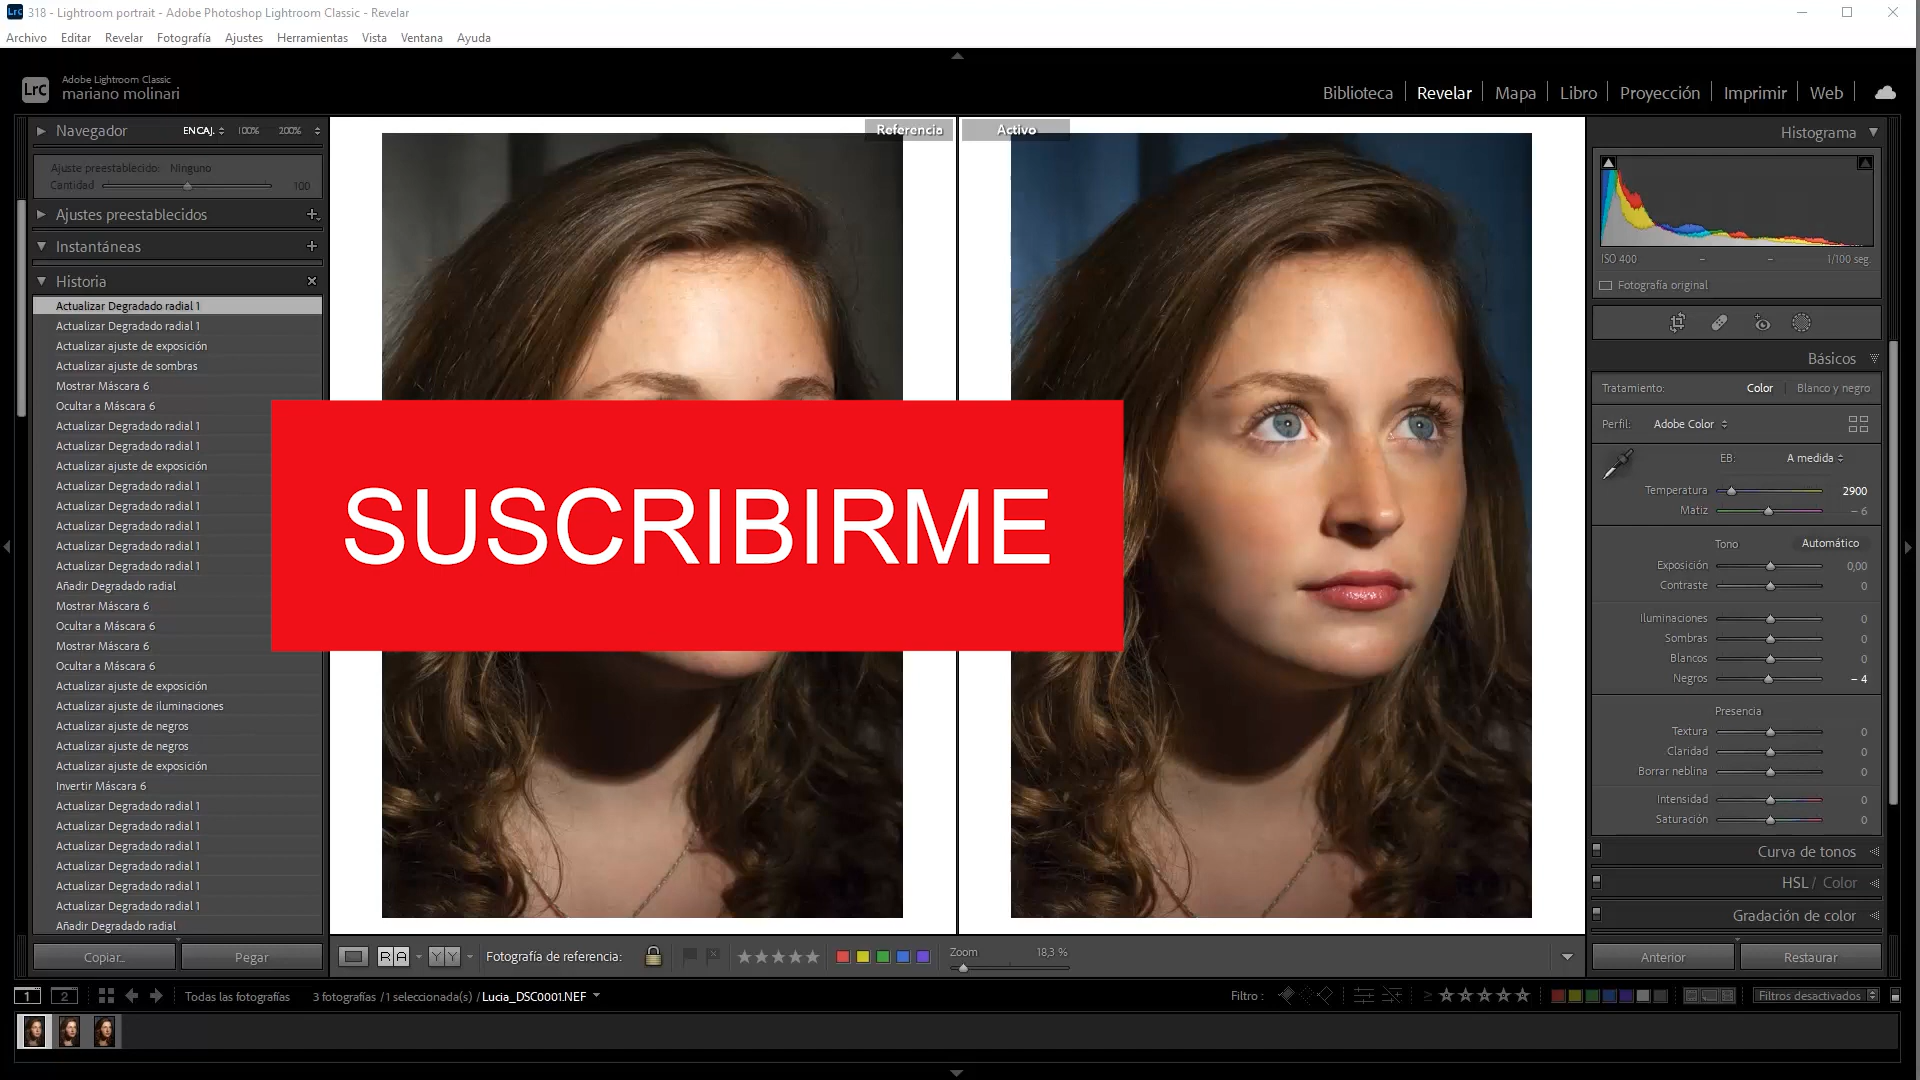 318 - Lightroom portrait - Adobe Photoshop Lightroom Classic - Revelar
Archivo Editar Revelar Fotografía Ajustes Herramientas Vista Ventana Ayuda
LrC
Adobe Lightroom Classic
mariano molinari
Biblioteca Revelar Mapa Libro Proyección Imprimir Web
Navegador ENCAJ. 100% 200%
Ajuste preestablecido: Ninguno
Cantidad 100
Ajustes preestablecidos
Instantáneas
Historia
Actualizar Degradado radial 1
Actualizar Degradado radial 1
Actualizar ajuste de exposición
Actualizar ajuste de sombras
Mostrar Máscara 6
Ocultar a Máscara 6
Actualizar Degradado radial 1
Actualizar Degradado radial 1
Actualizar ajuste de exposición
Actualizar Degradado radial 1
Actualizar Degradado radial 1
Actualizar Degradado radial 1
Actualizar Degradado radial 1
Actualizar Degradado radial 1
Añadir Degradado radial
Mostrar Máscara 6
Ocultar a Máscara 6
Mostrar Máscara 6
Ocultar a Máscara 6
Actualizar ajuste de exposición
Actualizar ajuste de iluminaciones
Actualizar ajuste de negros
Actualizar ajuste de negros
Actualizar ajuste de exposición
Invertir Máscara 6
Actualizar Degradado radial 1
Actualizar Degradado radial 1
Actualizar Degradado radial 1
Actualizar Degradado radial 1
Actualizar Degradado radial 1
Actualizar Degradado radial 1
Añadir Degradado radial
Copiar... Pegar
Referencia Activo
SUSCRIBIRME
Histograma
ISO 400 – – 1/100 seg.
Fotografía original
Básicos
Tratamiento: Color Blanco y negro
Perfil: Adobe Color
EB: A medida
Temperatura 2900
Matiz – 6
Tono Automático
Exposición 0,00
Contraste 0
Iluminaciones 0
Sombras 0
Blancos 0
Negros – 4
Presencia
Textura 0
Claridad 0
Borrar neblina 0
Intensidad 0
Saturación 0
Curva de tonos
HSL / Color
Gradación de color
Anterior Restaurar
R A Y Y Fotografía de referencia: Zoom 18,3 %
1 2 Todas las fotografías 3 fotografías /1 seleccionada(s) /Lucia_DSC0001.NEF Filtro : Filtros desactivados